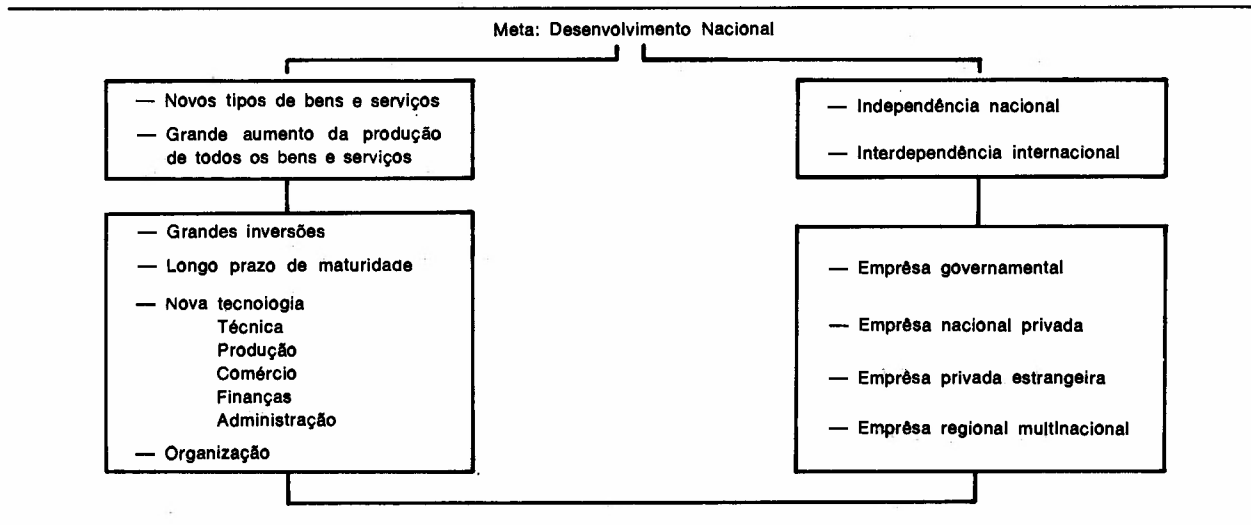 Meta: Desenvolvimento Nacional
— Novos tipos de bens e serviços
— Grande aumento da produção
de todos os bens e serviços
— Grandes inversões
— Longo prazo de maturidade
— Nova tecnologia
Técnica
Produção
Comércio
Finanças
Administração
— Organização
— Independência nacional
— Interdependência internacional
— Emprêsa governamental
— Emprêsa nacional privada
— Emprêsa privada estrangeira
— Emprêsa regional multinacional